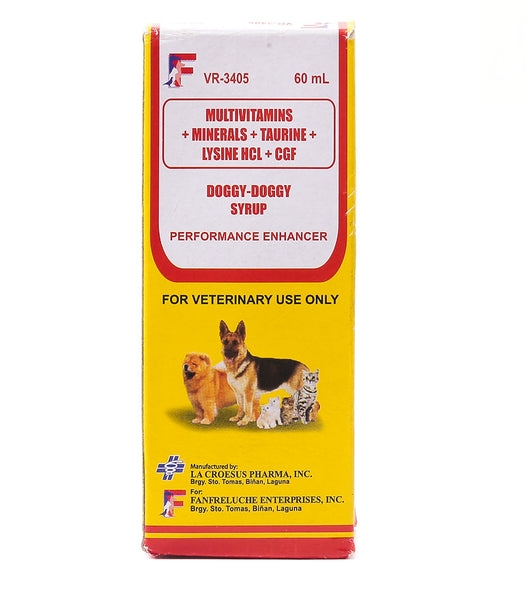 F
VR-3405 60 mL
MULTIVITAMINS
+ MINERALS + TAURINE +
LYSINE HCL + CGF
DOGGY-DOGGY
SYRUP
PERFORMANCE ENHANCER
FOR VETERINARY USE ONLY
Manufactured by:
LA CROESUS PHARMA, INC.
Brgy. Sto. Tomas, Biñan, Laguna
F
For:
FANFRELUCHE ENTERPRISES, INC.
Brgy. Sto. Tomas, Biñan, Laguna